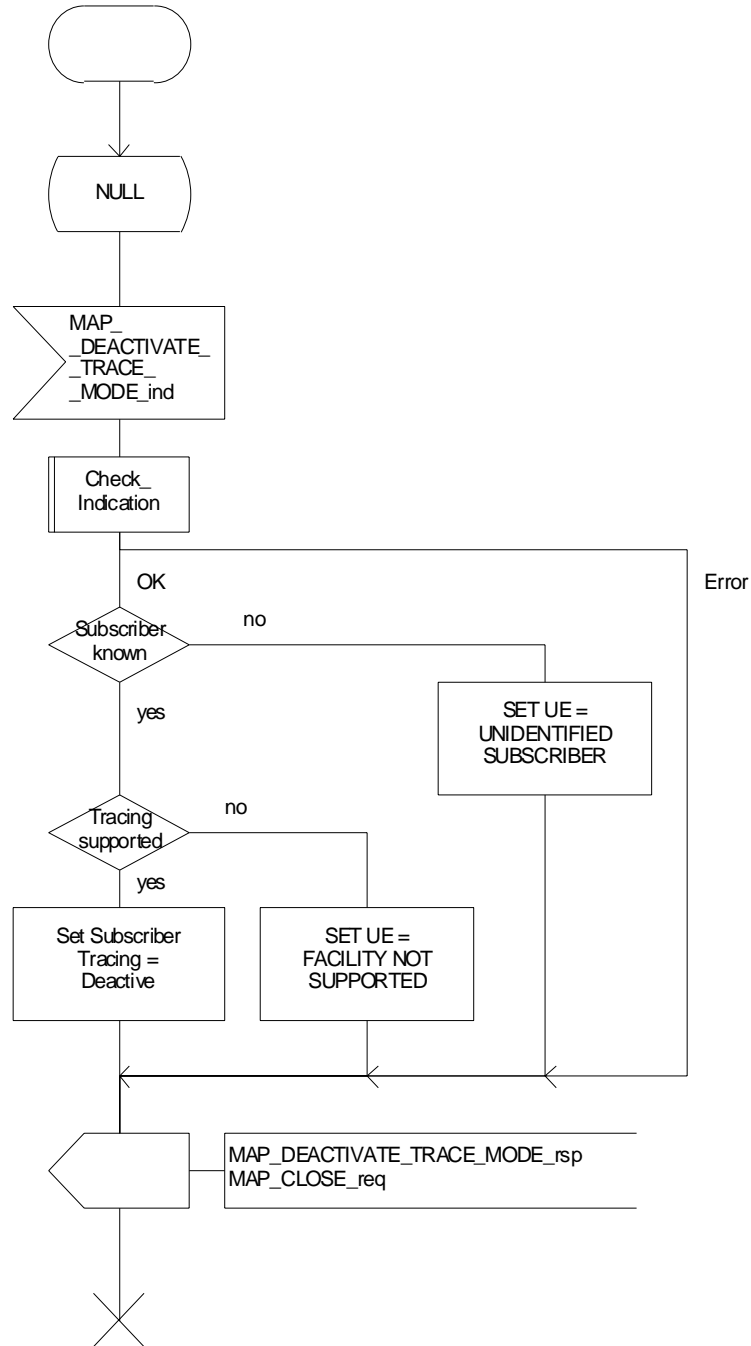 NULL
MAP_
_DEACTIVATE_
_TRACE_
_MODE_ind
Check_
Indication
OK
Error
Subscriber
known
no
yes
SET UE =
UNIDENTIFIED
SUBSCRIBER
Tracing
supported
no
yes
Set Subscriber
Tracing =
Deactive
SET UE =
FACILITY NOT
SUPPORTED
MAP_DEACTIVATE_TRACE_MODE_rsp
MAP_CLOSE_req